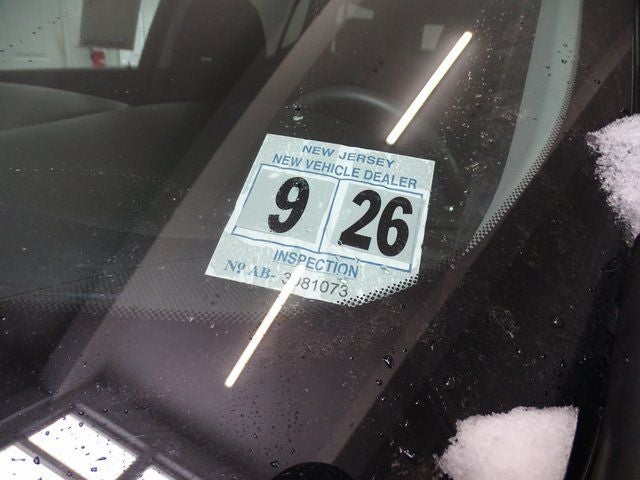 NEW JERSEY
NEW VEHICLE DEALER
9 26
INSPECTION
Nº AB- 3981073